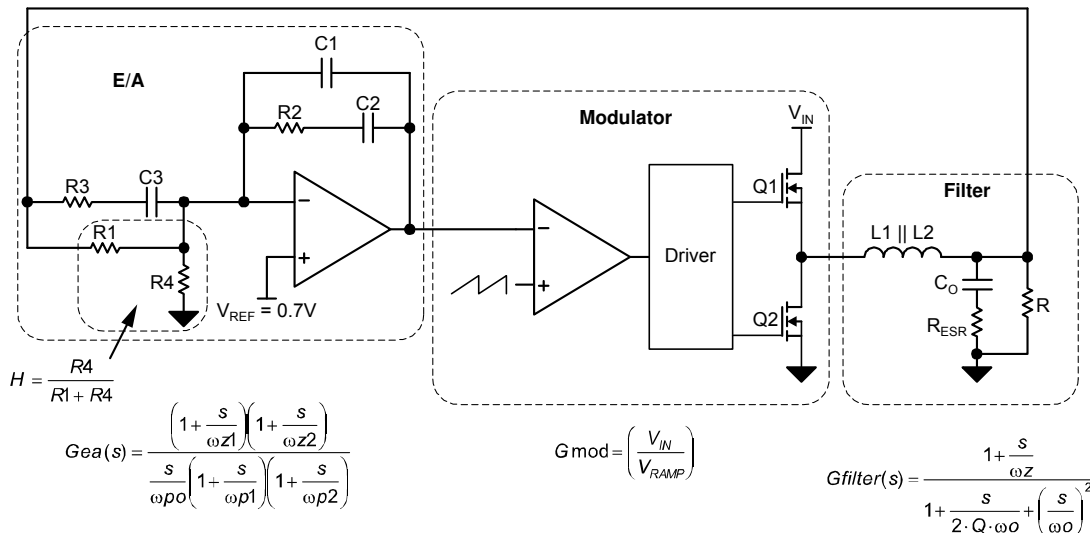 E/A
C1
R2
C2
R3
C3
R1
R4
V_REF = 0.7V
−
+
Modulator
−
+
Driver
V_IN
Q1
Q2
Filter
L1 || L2
C_O
R_ESR
R
H = R4 / (R1 + R4)
Gea(s) = (1 + s/ωz1)(1 + s/ωz2) / (s/ωpo (1 + s/ωp1)(1 + s/ωp2))
Gmod = (V_IN / V_RAMP)
Gfilter(s) = (1 + s/ωz) / (1 + s/(2·Q·ωo) + (s/ωo)²)